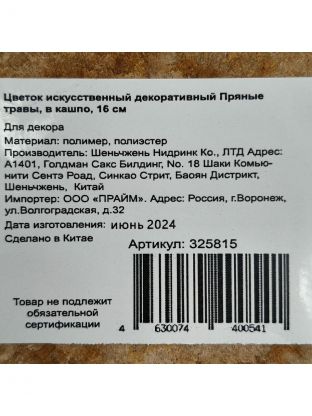 Цветок искусственный декоративный Пряные
травы, в кашпо, 16 см
Для декора
Материал: полимер, полиэстер
Производитель: Шеньчжень Нидринк Ко., ЛТД Адрес:
А1401, Голдман Сакс Билдинг, No. 18 Шаки Комью-
нити Сентэ Роад, Синкао Стрит, Баоян Дистрикт,
Шеньчжень, Китай
Импортер: ООО «ПРАЙМ». Адрес: Россия, г.Воронеж,
ул.Волгоградская, д.32
Дата изготовления: июнь 2024
Сделано в Китае
Артикул: 325815
Товар не подлежит
обязательной
сертификации
4 630074 400541